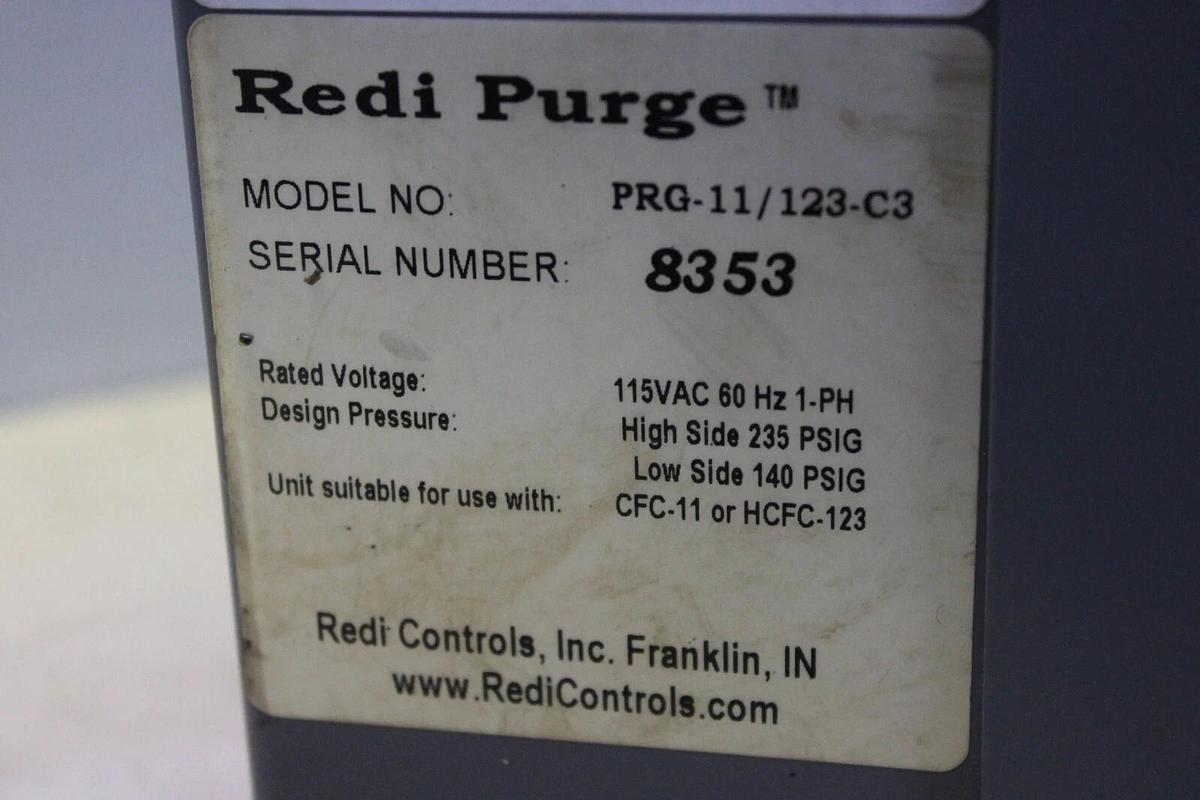 Redi Purge™
MODEL NO: PRG-11/123-C3
SERIAL NUMBER: 8353
Rated Voltage: 115VAC 60 Hz 1-PH
Design Pressure: High Side 235 PSIG
Low Side 140 PSIG
Unit suitable for use with: CFC-11 or HCFC-123
Redi Controls, Inc. Franklin, IN
www.RediControls.com